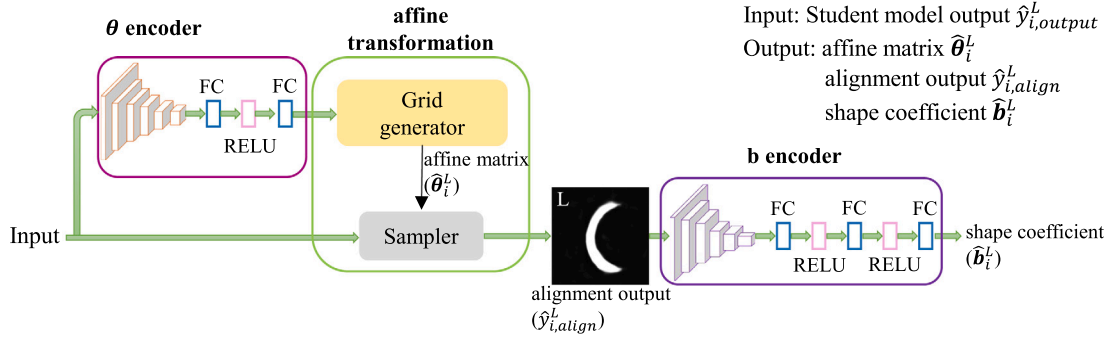 θ encoder
affine
transformation
Input: Student model output ŷ^L_{i,output}
Output: affine matrix θ̂^L_i
alignment output ŷ^L_{i,align}
shape coefficient b̂^L_i
FC
FC
RELU
Grid
generator
affine matrix
(θ̂^L_i)
Sampler
Input
L
alignment output
(ŷ^L_{i,align})
b encoder
FC
FC
FC
RELU
RELU
shape coefficient
(b̂^L_i)